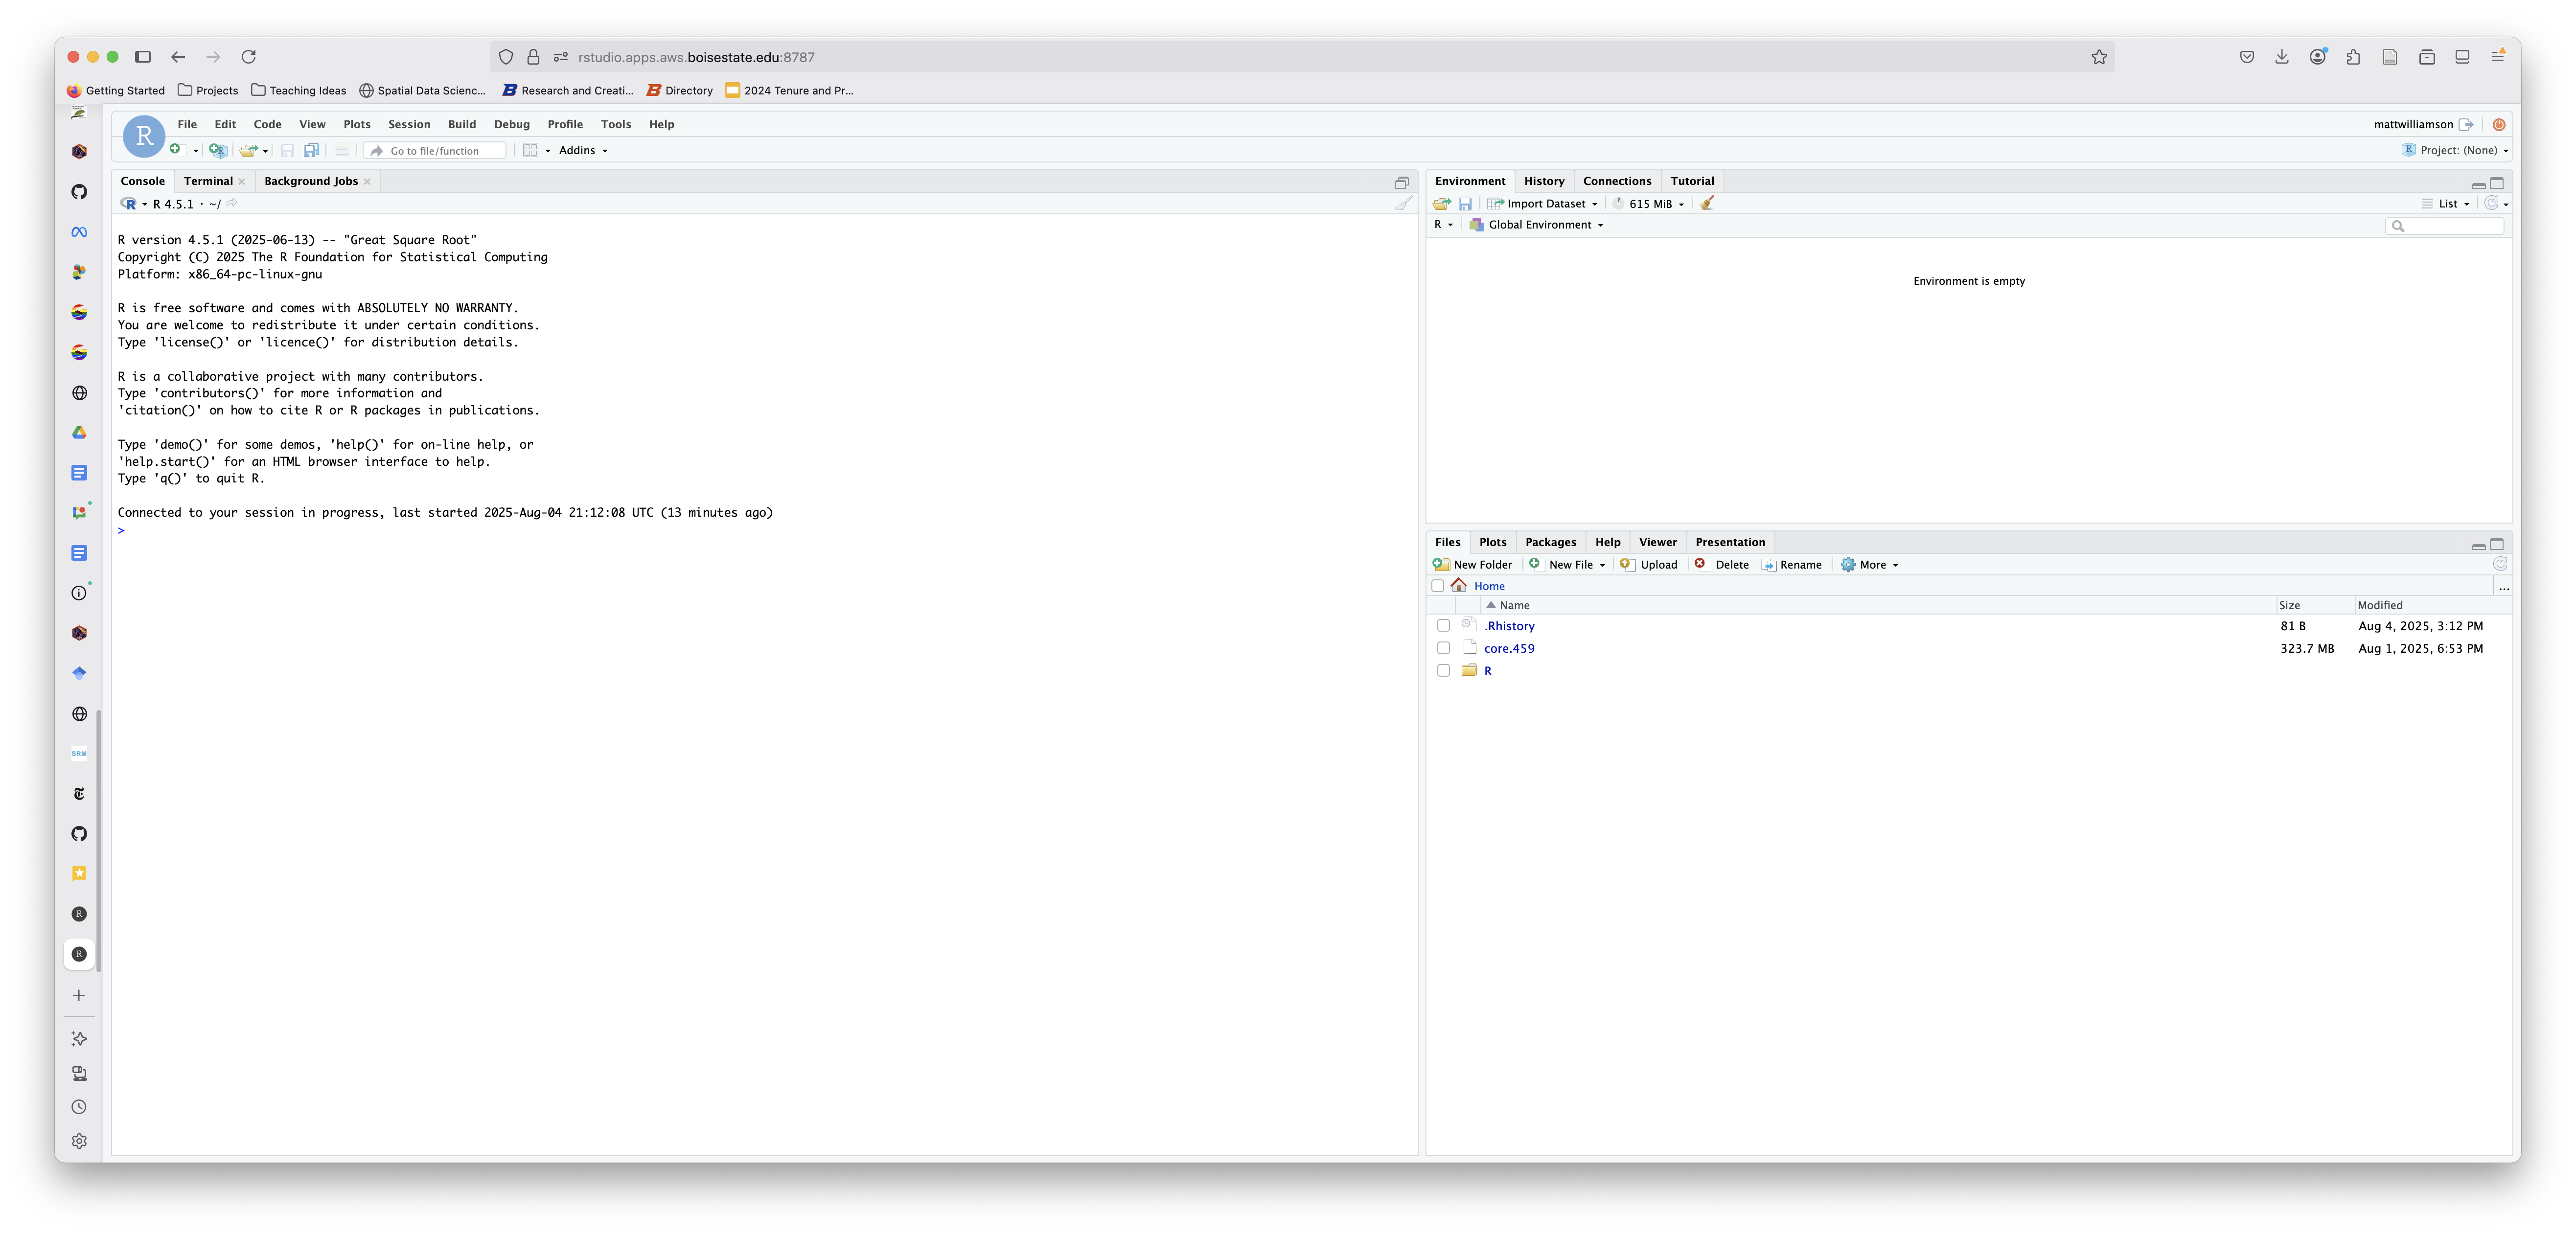 rstudio.apps.aws.boisestate.edu:8787
Getting Started Projects Teaching Ideas Spatial Data Scienc... Research and Creati... Directory 2024 Tenure and Pr...
R File Edit Code View Plots Session Build Debug Profile Tools Help mattwilliamson
Go to file/function Addins Project: (None)
Console Terminal Background Jobs
R R 4.5.1 · ~/
R version 4.5.1 (2025-06-13) -- "Great Square Root"
Copyright (C) 2025 The R Foundation for Statistical Computing
Platform: x86_64-pc-linux-gnu
R is free software and comes with ABSOLUTELY NO WARRANTY.
You are welcome to redistribute it under certain conditions.
Type 'license()' or 'licence()' for distribution details.
R is a collaborative project with many contributors.
Type 'contributors()' for more information and
'citation()' on how to cite R or R packages in publications.
Type 'demo()' for some demos, 'help()' for on-line help, or
'help.start()' for an HTML browser interface to help.
Type 'q()' to quit R.
Connected to your session in progress, last started 2025-Aug-04 21:12:08 UTC (13 minutes ago)
>
Environment History Connections Tutorial
Import Dataset 615 MiB List
R Global Environment
Environment is empty
Files Plots Packages Help Viewer Presentation
New Folder New File Upload Delete Rename More
Home ...
Name Size Modified
.Rhistory 81 B Aug 4, 2025, 3:12 PM
core.459 323.7 MB Aug 1, 2025, 6:53 PM
R
SRM
R
R